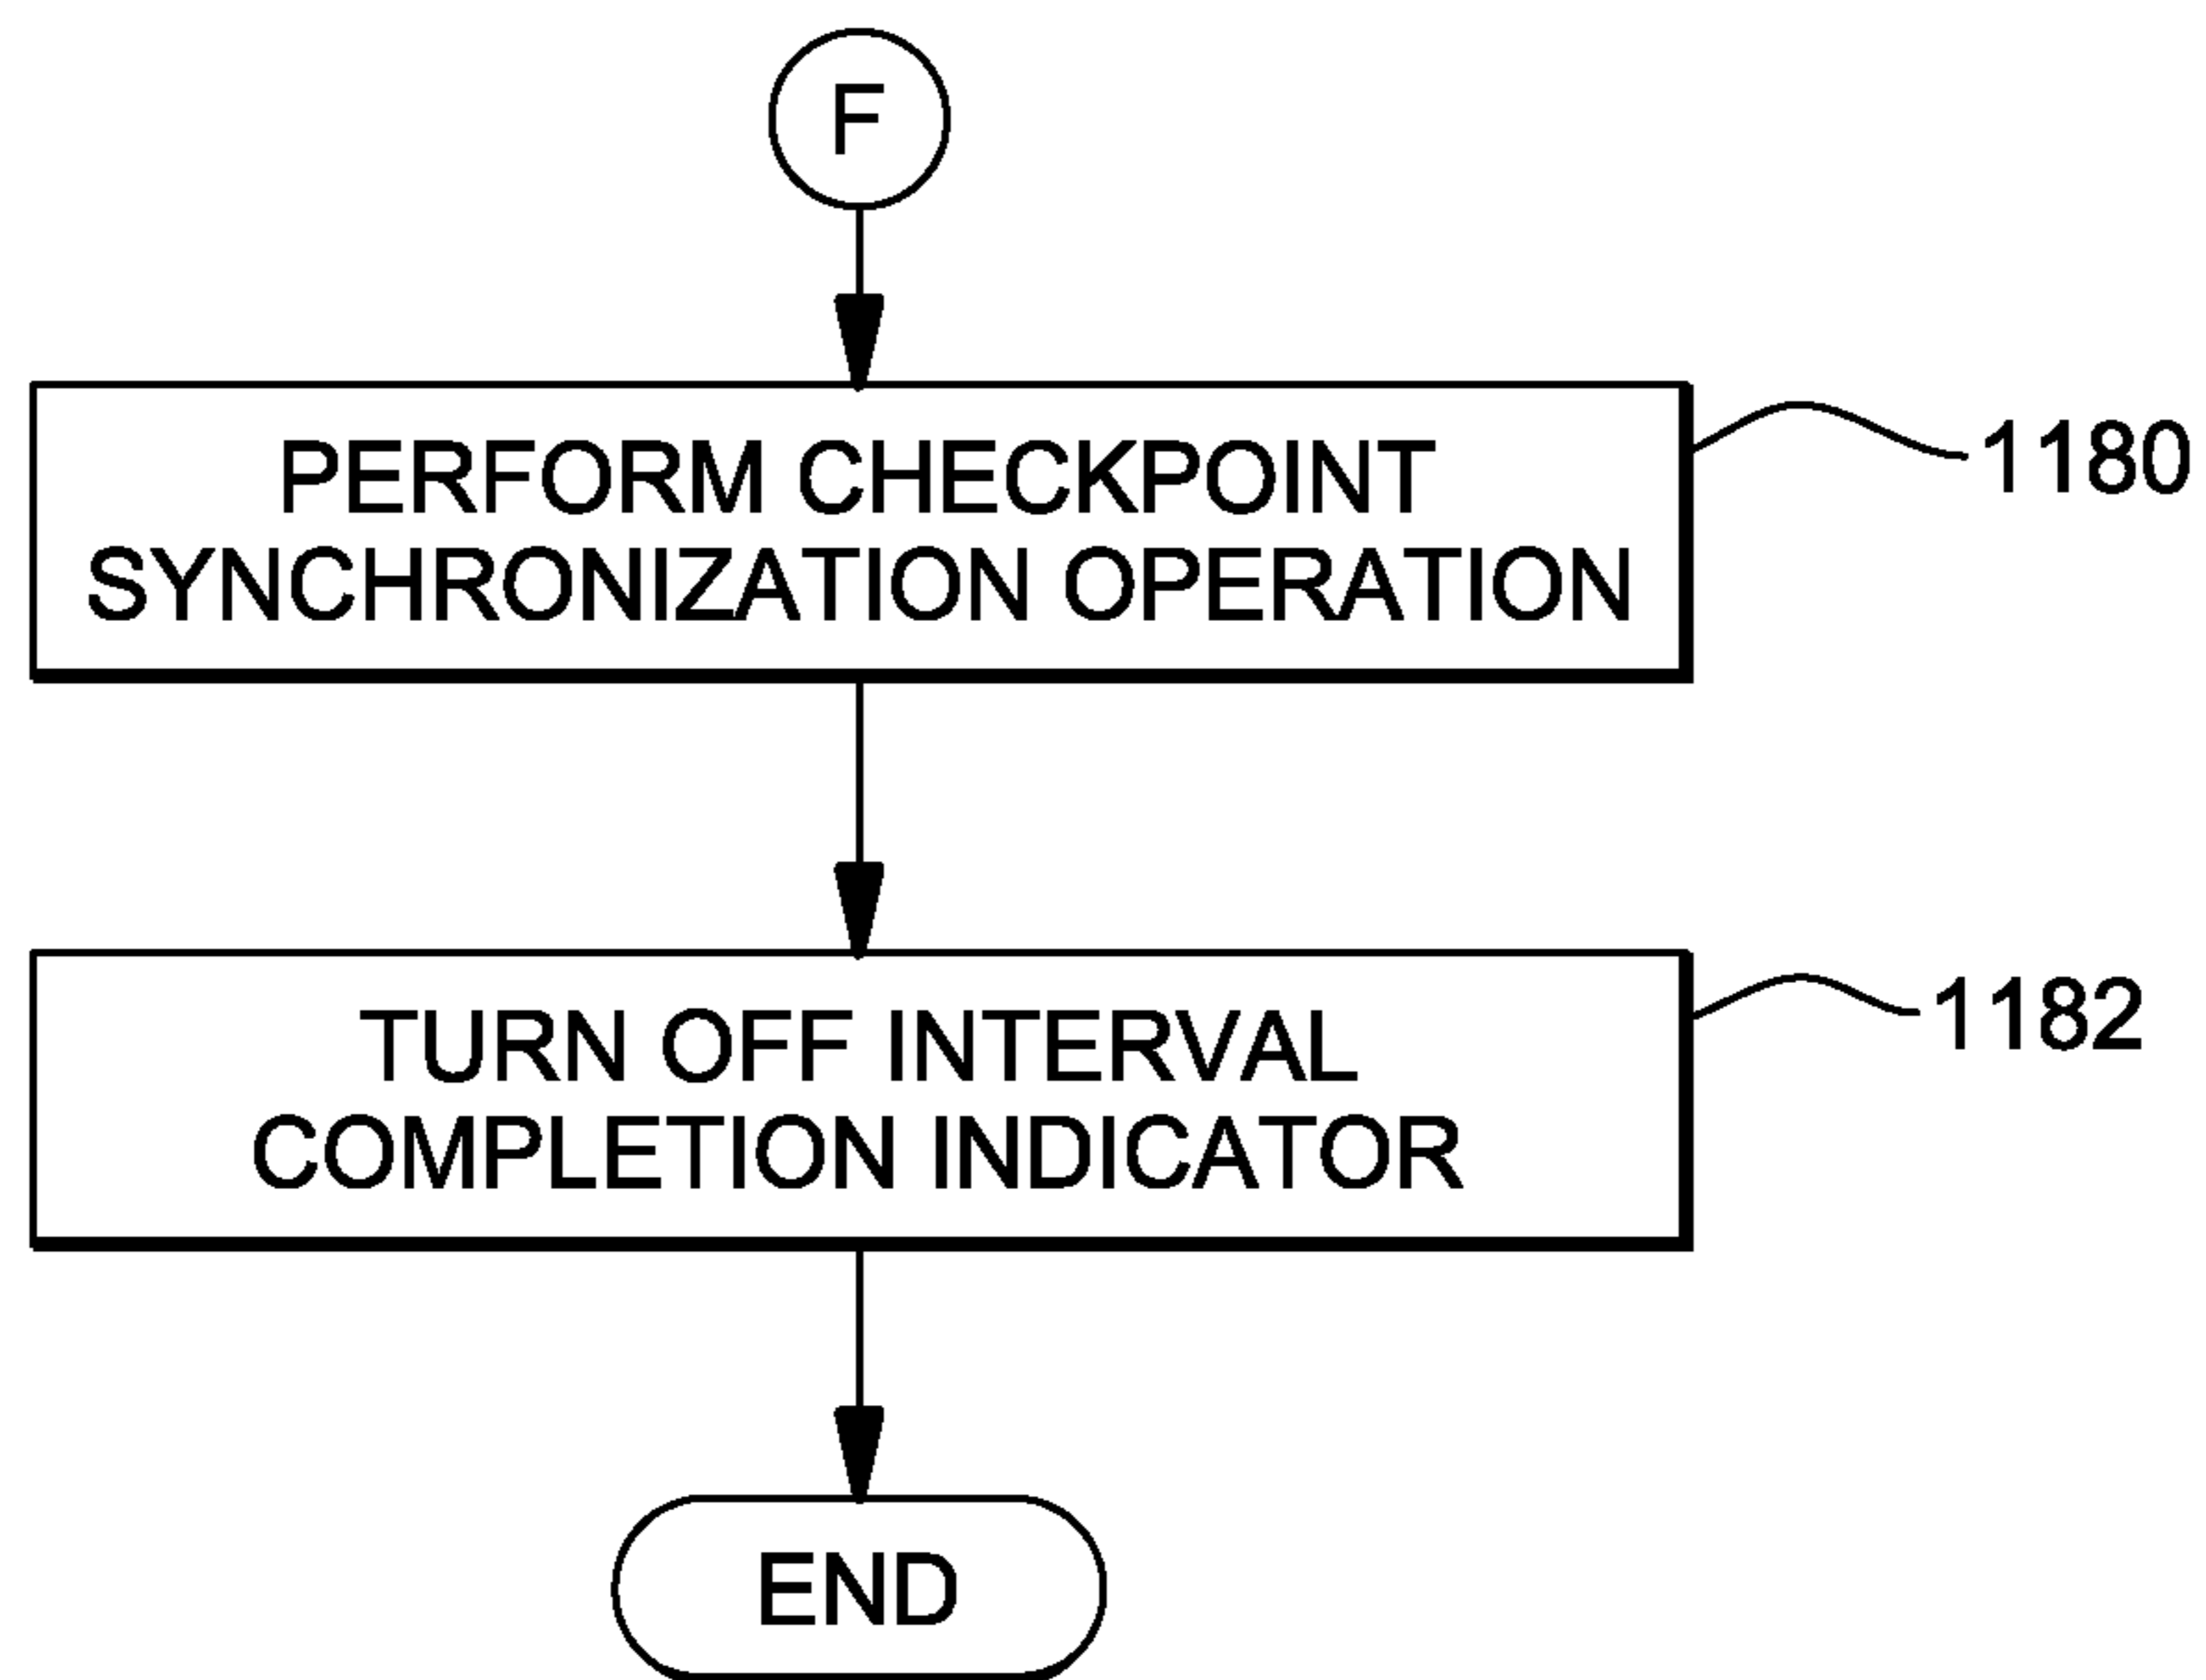 F
PERFORM CHECKPOINT
SYNCHRONIZATION OPERATION
1180
TURN OFF INTERVAL
COMPLETION INDICATOR
1182
END